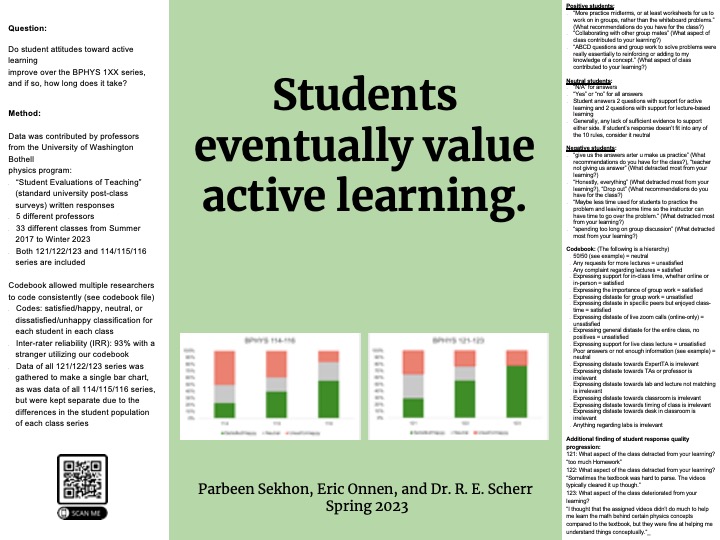 Question:
Do student attitudes toward active
learning
improve over the BPHYS 1XX series,
and if so, how long does it take?
Method:
Data was contributed by professors
from the University of Washington
Bothell
physics program:
"Student Evaluations of Teaching"
(standard university post-class
surveys) written responses
5 different professors
33 different classes from Summer
2017 to Winter 2023
Both 121/122/123 and 114/115/116
series are included
Codebook allowed multiple researchers
to code consistently (see codebook file)
Codes: satisfied/happy, neutral, or
dissatisfied/unhappy classification for
each student in each class
Inter-rater reliability (IRR): 93% with a
stranger utilizing our codebook
Data of all 121/122/123 series was
gathered to make a single bar chart,
as was data of all 114/115/116 series,
but were kept separate due to the
differences in the student population
of each class series
SCAN ME
Students
eventually value
active learning.
BPHYS 114-116
100%
90%
80%
70%
60%
50%
40%
30%
20%
10%
0%
114
115
116
BPHYS 121-123
100%
90%
80%
70%
60%
50%
40%
30%
20%
10%
0%
121
122
123
Parbeen Sekhon, Eric Onnen, and Dr. R. E. Scherr
Spring 2023
Positive students:
"More practice midterms, or at least worksheets for us to
work on in groups, rather than the whiteboard problems."
(What recommendations do you have for the class?)
"Collaborating with other group mates" (What aspect of
class contributed to your learning?)
"ABCD questions and group work to solve problems were
really essential to reinforcing or adding to my
knowledge of a concept." (What aspect of class
contributed to your learning?)
Neutral students:
"N/A" for answers
"Yes" or "no" for all answers
Student answers 2 questions with support for active
learning and 2 questions with support for lecture-based
learning
Generally, any lack of sufficient evidence to support
either side. If student's response doesn't fit into any of
the 10 rules, consider it neutral
Negative students:
"give us the answers arter u make us practice" (What
recommendations do you have for the class?), "teacher
not giving us answer" (What detracted most from your
learning?)
"Honestly, everything" (What detracted most from your
learning?), "Drop out" (What recommendations do you
have for the class?)
"Maybe less time used for students to practice the
problem and leaving some time so the instructor can
have time to go over the problem." (What detracted most
from your learning?)
"spending too long on group discussion" (What detracted
most from your learning?)
Codebook: (The following is a hierarchy)
50/50 (see example) = neutral
Any requests for more lectures = unsatisfied
Any complaint regarding lectures = satisfied
Expressing support for in-class time, whether online or
in-person = satisfied
Expressing the importance of group work = satisfied
Expressing distaste for group work = unsatisfied
Expressing distaste in specific peers but enjoyed class-
time = satisfied
Expressing distaste of live zoom calls (online-only) =
unsatisfied
Expressing general distaste for the entire class, no
positives = unsatisfied
Expressing support for live class lecture = unsatisfied
Poor answers or not enough information (see example) =
neutral
Expressing distaste towards ExpertTA is irrelevant
Expressing distaste towards TAs or professor is
irrelevant
Expressing distaste towards lab and lecture not matching
is irrelevant
Expressing distaste towards classroom is irrelevant
Expressing distaste towards timing of class is irrelevant
Expressing distaste towards desk in classroom is
irrelevant
Anything regarding labs is irrelevant
Additional finding of student response quality
progression:
121: What aspect of the class detracted from your learning?
"too much homework"
122: What aspect of the class detracted from your learning?
"Sometimes the textbook was hard to parse. The videos
typically cleared it up though."
123: What aspect of the class deteriorated from your
learning?
"I thought that the assigned videos didn't do much to help
me learn the math behind certain physics concepts
compared to the textbook, but they were fine at helping me
understand things conceptually."_